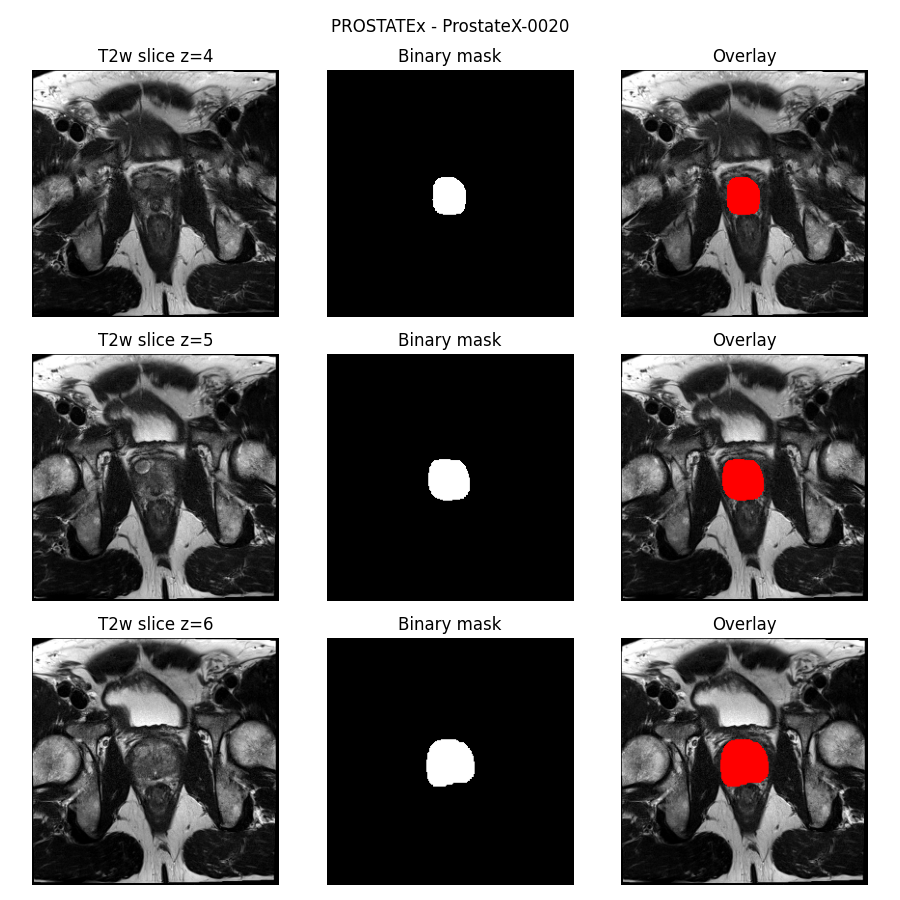 PROSTATEx - ProstateX-0020
T2w slice z=4
Binary mask
Overlay
T2w slice z=5
Binary mask
Overlay
T2w slice z=6
Binary mask
Overlay